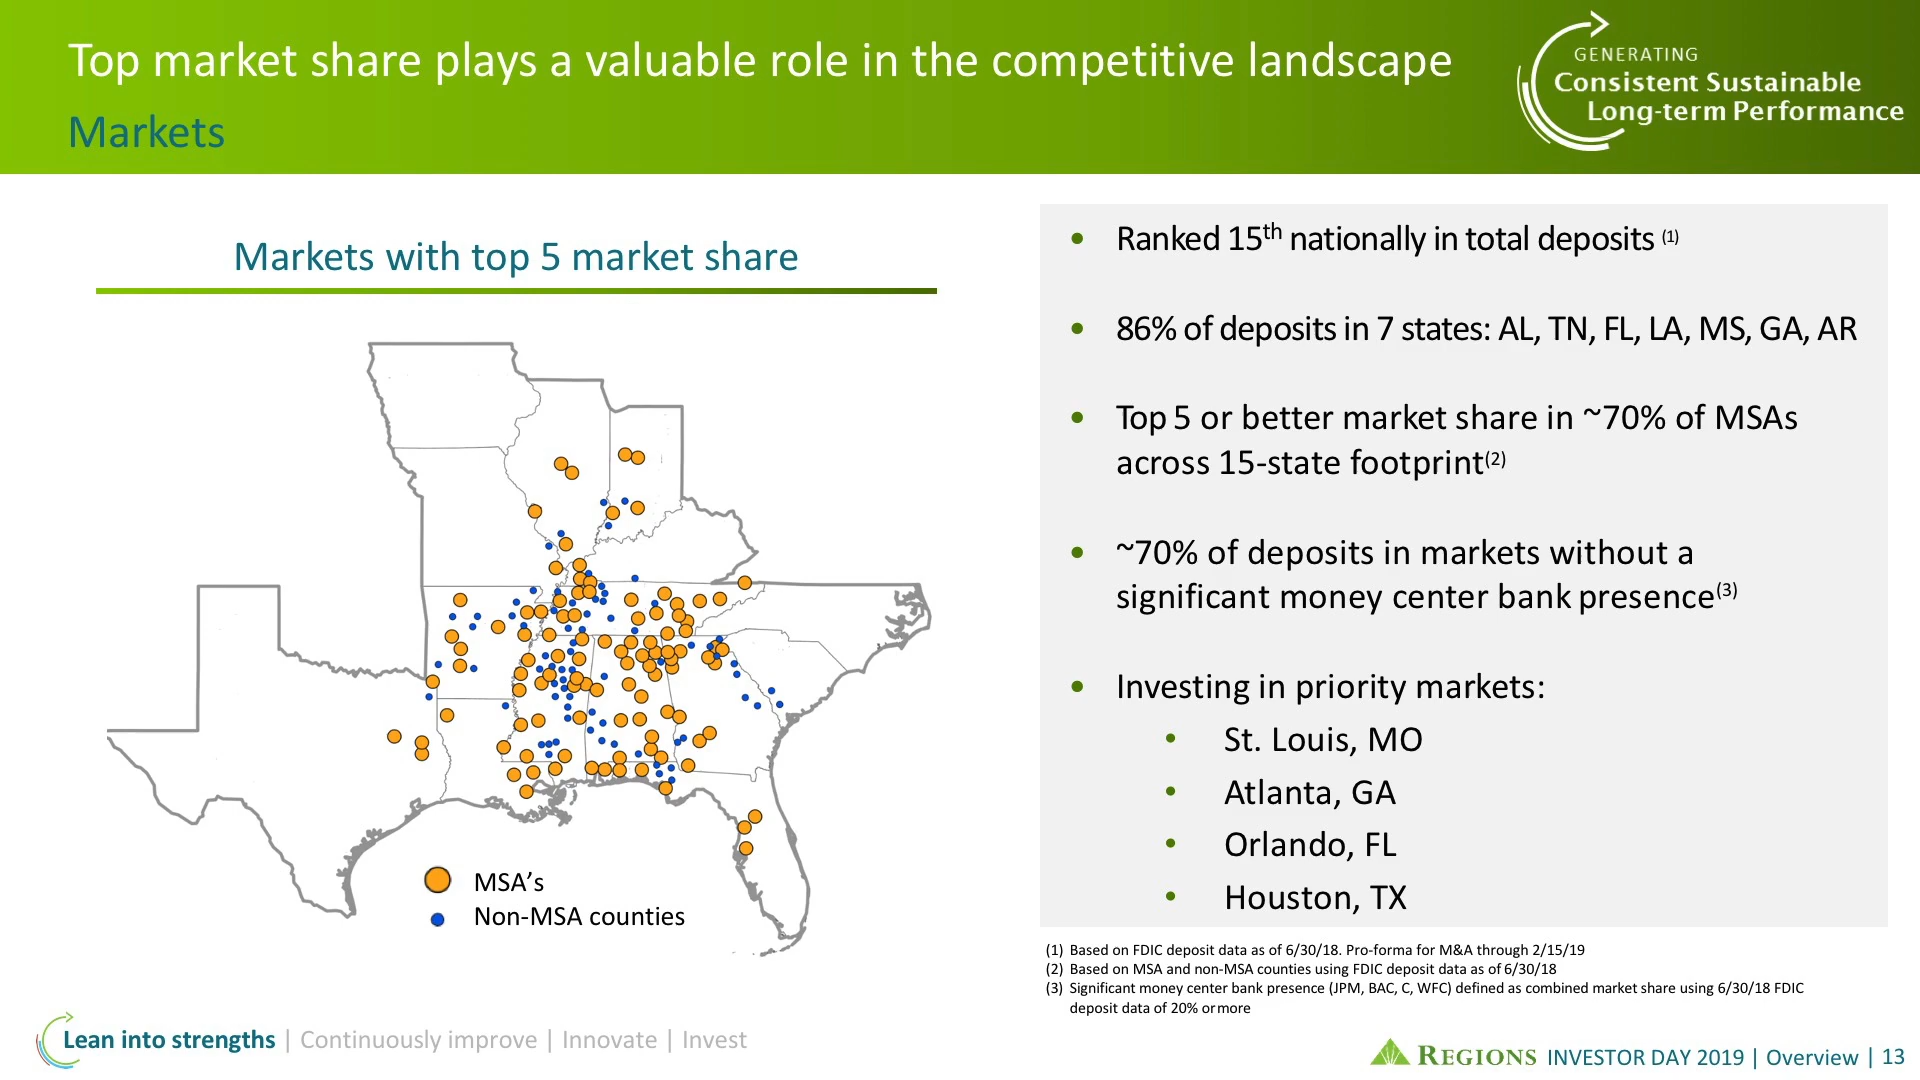 Top market share plays a valuable role in the competitive landscape
Markets
GENERATING
Consistent Sustainable
Long-term Performance
Markets with top 5 market share
MSA’s
Non-MSA counties
• Ranked 15th nationally in total deposits (1)
• 86% of deposits in 7 states: AL, TN, FL, LA, MS, GA, AR
• Top 5 or better market share in ~70% of MSAs
across 15-state footprint(2)
• ~70% of deposits in markets without a
significant money center bank presence(3)
• Investing in priority markets:
• St. Louis, MO
• Atlanta, GA
• Orlando, FL
• Houston, TX
(1) Based on FDIC deposit data as of 6/30/18. Pro-forma for M&A through 2/15/19
(2) Based on MSA and non-MSA counties using FDIC deposit data as of 6/30/18
(3) Significant money center bank presence (JPM, BAC, C, WFC) defined as combined market share using 6/30/18 FDIC
deposit data of 20% or more
Lean into strengths | Continuously improve | Innovate | Invest
REGIONS INVESTOR DAY 2019 | Overview | 13